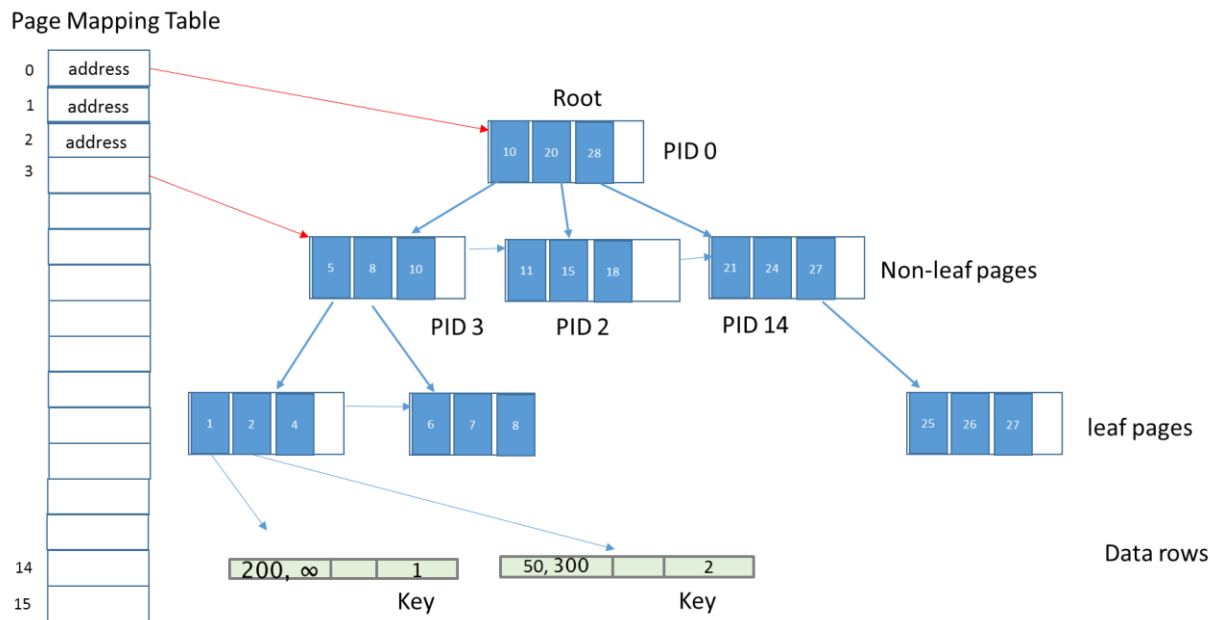 Page Mapping Table
0 address
1 address
2 address
3
14
15
Root
10 20 28
PID 0
5 8 10
11 15 18
21 24 27
Non-leaf pages
PID 3
PID 2
PID 14
1 2 4
6 7 8
25 26 27
leaf pages
200, ∞ 1
50, 300 2
Data rows
Key
Key